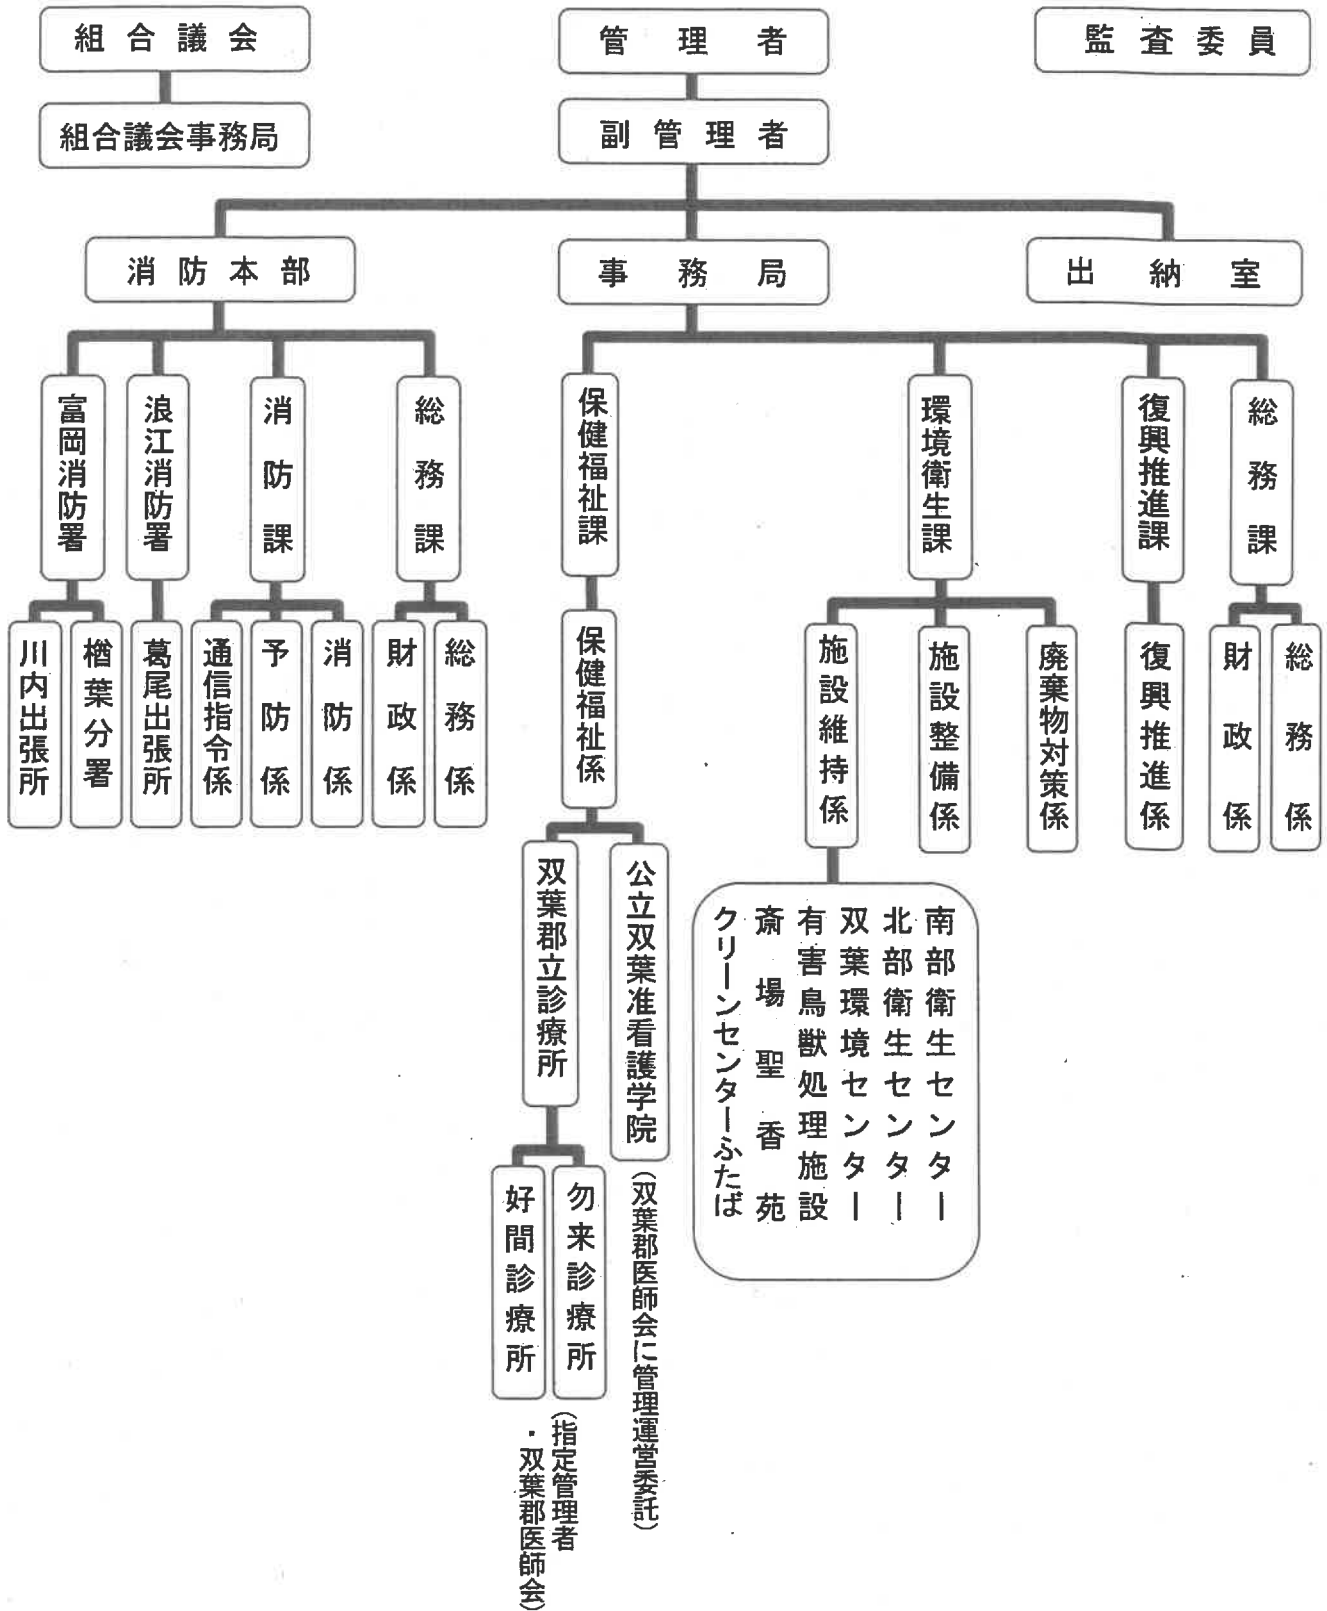 組合議会
管理者
監査委員
組合議会事務局
副管理者
消防本部
事務局
出納室
富岡消防署
浪江消防署
消防課
総務課
保健福祉課
環境衛生課
復興推進課
総務課
川内出張所
楢葉分署
葛尾出張所
通信指令係
予防係
消防係
財政係
総務係
保健福祉係
施設維持係
施設整備係
廃棄物対策係
復興推進係
財政係
総務係
双葉郡立診療所
公立双葉准看護学院
(双葉郡医師会に管理運営委託)
南部衛生センター
北部衛生センター
双葉環境センター
有害鳥獣処理施設
斎場聖香苑
クリーンセンターふたば
好間診療所
勿来診療所
(指定管理者
・双葉郡医師会)